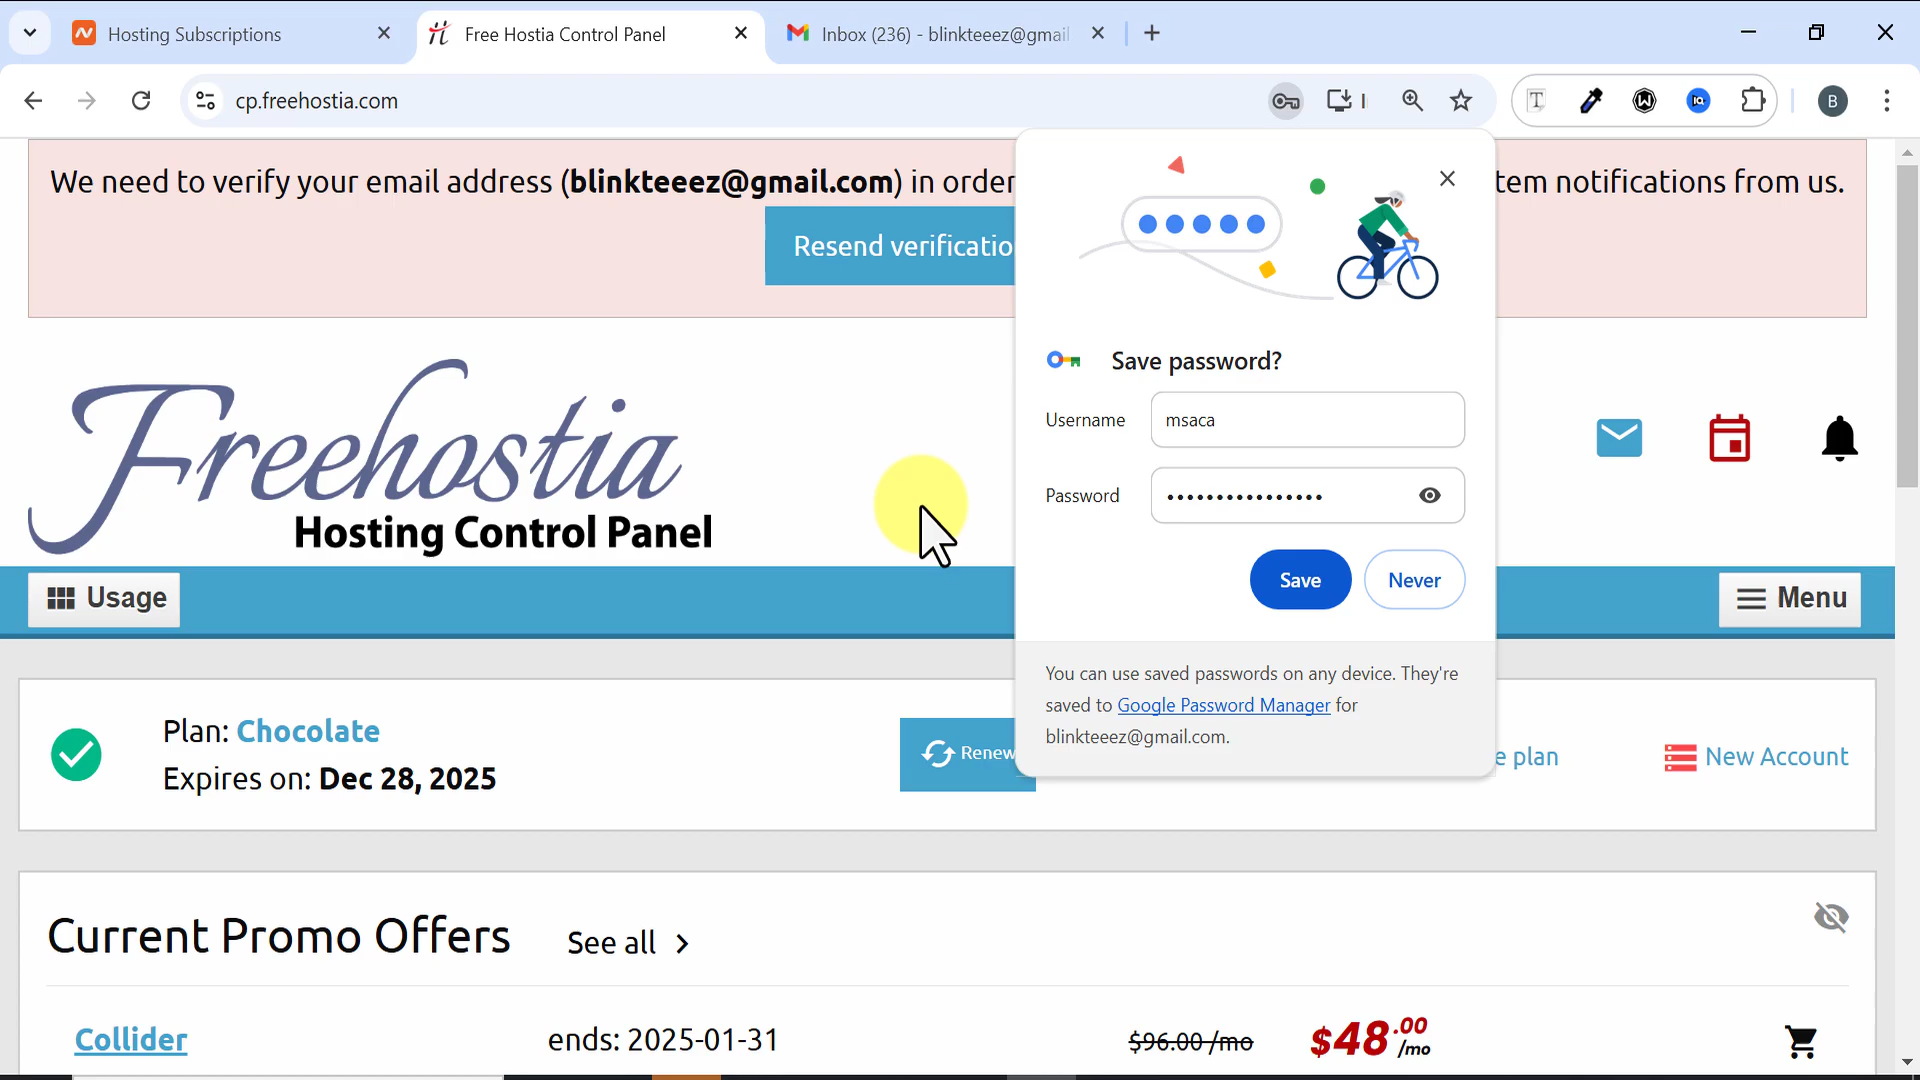 Hosting Subscriptions
Free Hostia Control Panel
Inbox (236) - blinkteeez@gmail
cp.freehostia.com
B
We need to verify your email address (blinkteeez@gmail.com) in order
tem notifications from us.
Resend verificatio
Save password?
Username msaca
Password ••••••••••••••••
Save Never
You can use saved passwords on any device. They're
saved to Google Password Manager for
blinkteeez@gmail.com.
Freehostia
Hosting Control Panel
Usage
Menu
Plan: Chocolate
Expires on: Dec 28, 2025
Renew
e plan
New Account
Current Promo Offers See all
Collider ends: 2025-01-31 $96.00 /mo $48.00 /mo